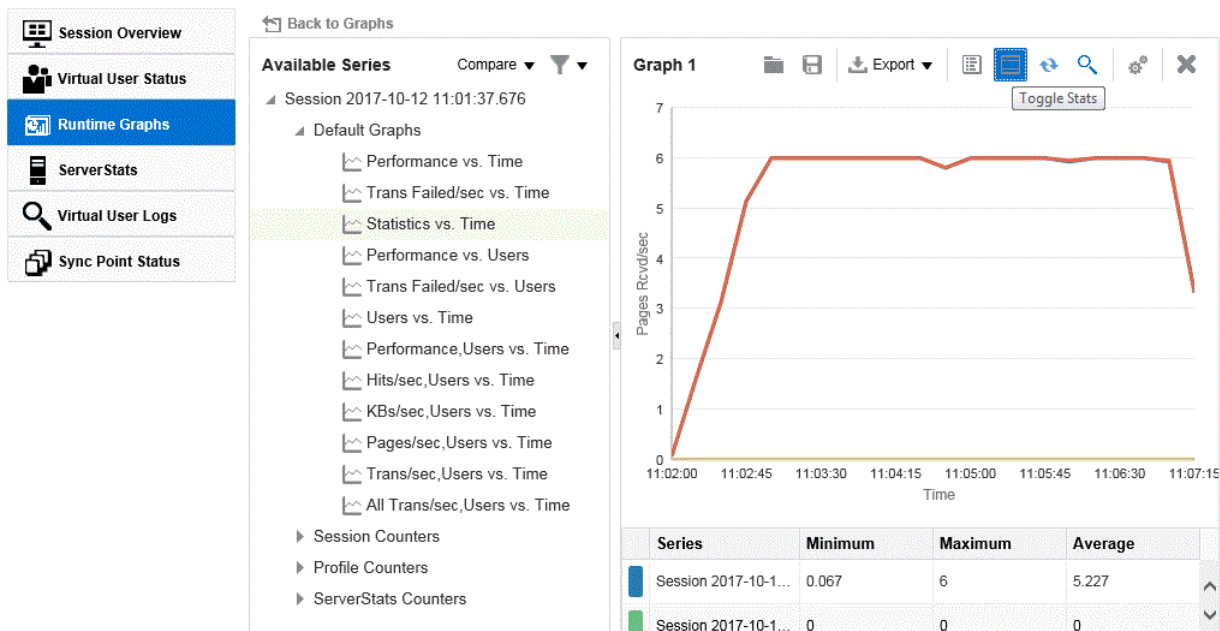 Session Overview
Virtual User Status
Runtime Graphs
ServerStats
Virtual User Logs
Sync Point Status
Back to Graphs
Available Series
Compare
Session 2017-10-12 11:01:37.676
Default Graphs
Performance vs. Time
Trans Failed/sec vs. Time
Statistics vs. Time
Performance vs. Users
Trans Failed/sec vs. Users
Users vs. Time
Performance,Users vs. Time
Hits/sec,Users vs. Time
KBs/sec,Users vs. Time
Pages/sec,Users vs. Time
Trans/sec,Users vs. Time
All Trans/sec,Users vs. Time
Session Counters
Profile Counters
ServerStats Counters
Graph 1
Export
Toggle Stats
7
6
5
4
3
2
1
0
Pages Rcvd/sec
11:02:00 11:02:45 11:03:30 11:04:15 11:05:00 11:05:45 11:06:30 11:07:15
Time
Series Minimum Maximum Average
Session 2017-10-1... 0.067 6 5.227
Session 2017-10-1... 0 0 0